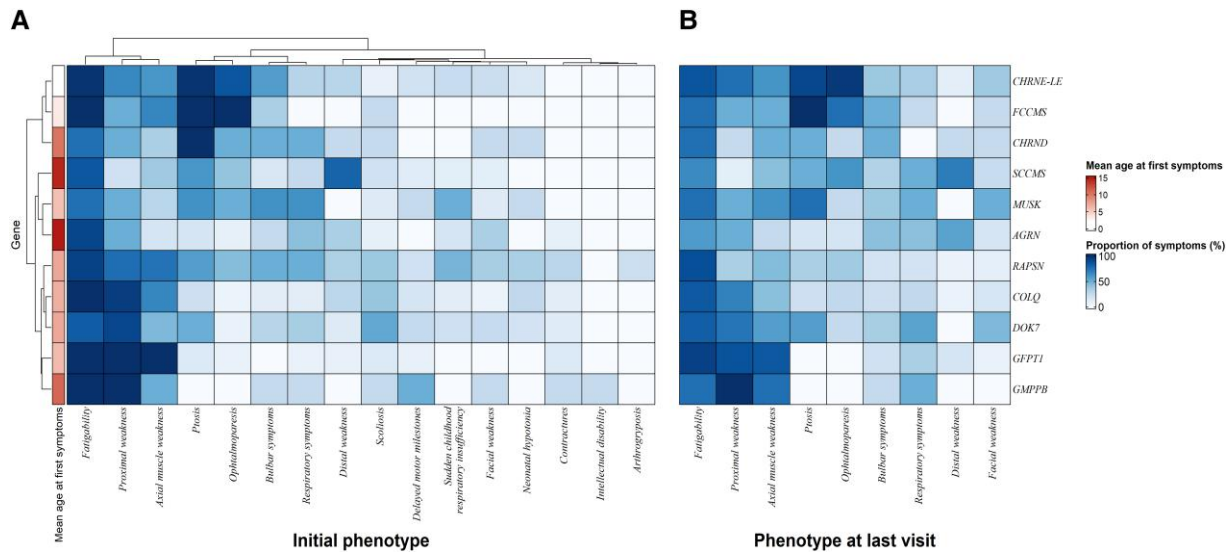 A
B
Gene
CHRNE-LE
FCCMS
CHRND
SCCMS
MUSK
AGRN
RAPSN
COLQ
DOK7
GFPT1
GMPPB
Mean age at first symptoms
15
10
5
0
Proportion of symptoms (%)
100
50
0
Mean age at first symptoms
Fatigability
Proximal weakness
Axial muscle weakness
Ptosis
Ophtalmoparesis
Bulbar symptoms
Respiratory symptoms
Distal weakness
Scoliosis
Delayed motor milestones
Sudden childhood
respiratory insufficiency
Facial weakness
Neonatal hypotonia
Contractures
Intellectual disability
Arthrogryposis
Fatigability
Proximal weakness
Axial muscle weakness
Ptosis
Ophtalmoparesis
Bulbar symptoms
Respiratory symptoms
Distal weakness
Facial weakness
Initial phenotype
Phenotype at last visit